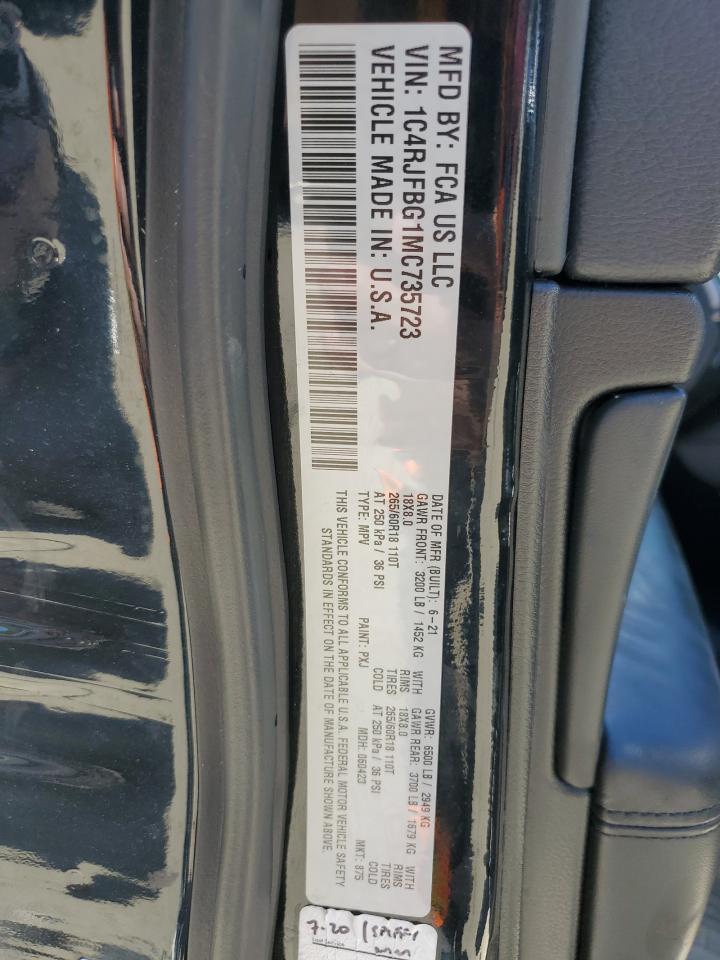 MFD BY: FCA US LLC
VIN: 1C4RJFBG1MC735723
VEHICLE MADE IN: U.S.A.
DATE OF MFR (BUILT): 6-21 GVWR: 6500 LB / 2949 KG
GAWR FRONT: 3200 LB / 1452 KG WITH GAWR REAR: 3700 LB / 1679 KG WITH
18X8.0 RIMS 18X8.0 RIMS
265/60R18 110T TIRES 265/60R18 110T TIRES
AT 250 kPa / 36 PSI COLD AT 250 kPa / 36 PSI COLD
TYPE: MPV PAINT: PXJ MDH: 060423 MKT: 875
THIS VEHICLE CONFORMS TO ALL APPLICABLE U.S.A. FEDERAL MOTOR VEHICLE SAFETY
STANDARDS IN EFFECT ON THE DATE OF MANUFACTURE SHOWN ABOVE.
7-20